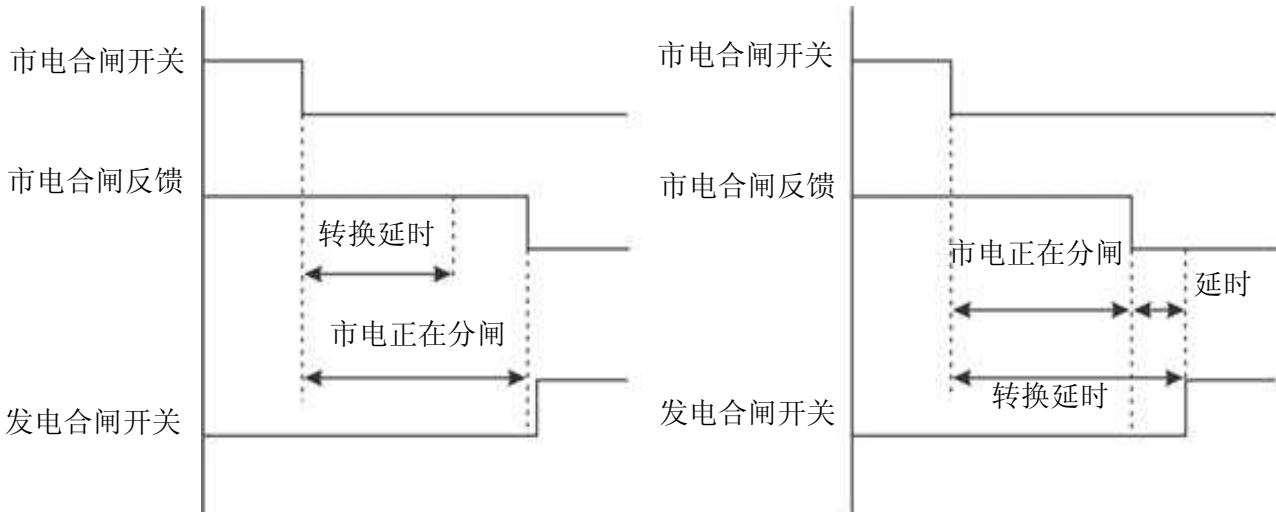 市电合闸开关
市电合闸反馈
转换延时
市电正在分闸
发电合闸开关
市电合闸开关
市电合闸反馈
市电正在分闸
延时
转换延时
发电合闸开关